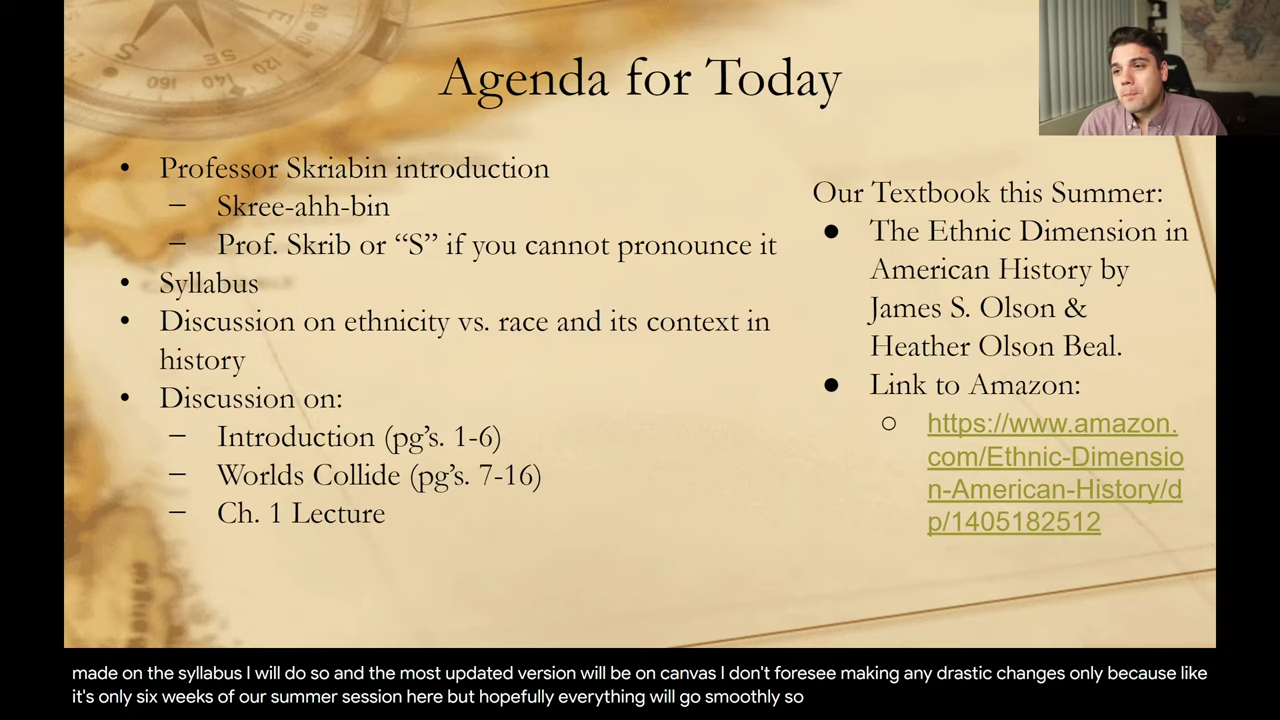 Agenda for Today
Professor Skriabin introduction
Skree-ahh-bin
Prof. Skrib or “S” if you cannot pronounce it
Syllabus
Discussion on ethnicity vs. race and its context in
history
Discussion on:
Introduction (pg’s. 1-6)
Worlds Collide (pg’s. 7-16)
Ch. 1 Lecture
Our Textbook this Summer:
The Ethnic Dimension in
American History by
James S. Olson &
Heather Olson Beal.
Link to Amazon:
https://www.amazon.
com/Ethnic-Dimensio
n-American-History/d
p/1405182512
S
SE
E
160
140
120
80
made on the syllabus I will do so and the most updated version will be on canvas I don't foresee making any drastic changes only because like
it's only six weeks of our summer session here but hopefully everything will go smoothly so